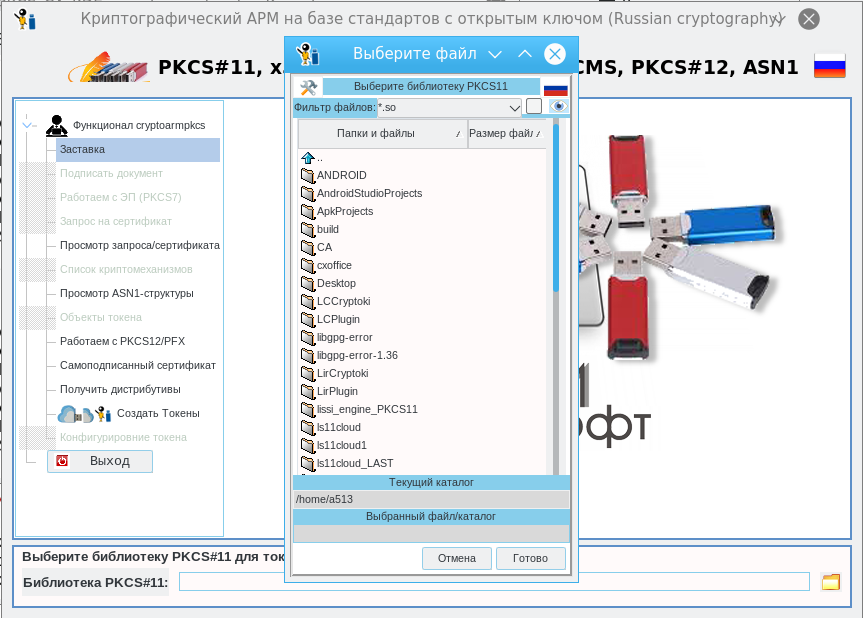 Криптографический АРМ на базе стандартов с открытым ключом (Russian cryptography)
PKCS#11, x.
CMS, PKCS#12, ASN1
Функционал cryptoarmpkcs
Заставка
Подписать документ
Работаем с ЭП (PKCS7)
Запрос на сертификат
Просмотр запроса/сертификата
Список криптомеханизмов
Просмотр ASN1-структуры
Объекты токена
Работаем с PKCS12/PFX
Самоподписанный сертификат
Получить дистрибутивы
Создать Токены
Конфигурировние токена
Выход
Выберите файл
Выберите библиотеку PKCS11
Фильтр файлов: *.so
Папки и файлы
Размер файл
..
ANDROID
AndroidStudioProjects
ApkProjects
build
CA
cxoffice
Desktop
LCCryptoki
LCPlugin
libgpg-error
libgpg-error-1.36
LirCryptoki
LirPlugin
lissi_engine_PKCS11
ls11cloud
ls11cloud1
ls11cloud_LAST
Текущий каталог
/home/a513
Выбранный файл/каталог
Отмена
Готово
офт
Выберите библиотеку PKCS#11 для ток
Библиотека PKCS#11: